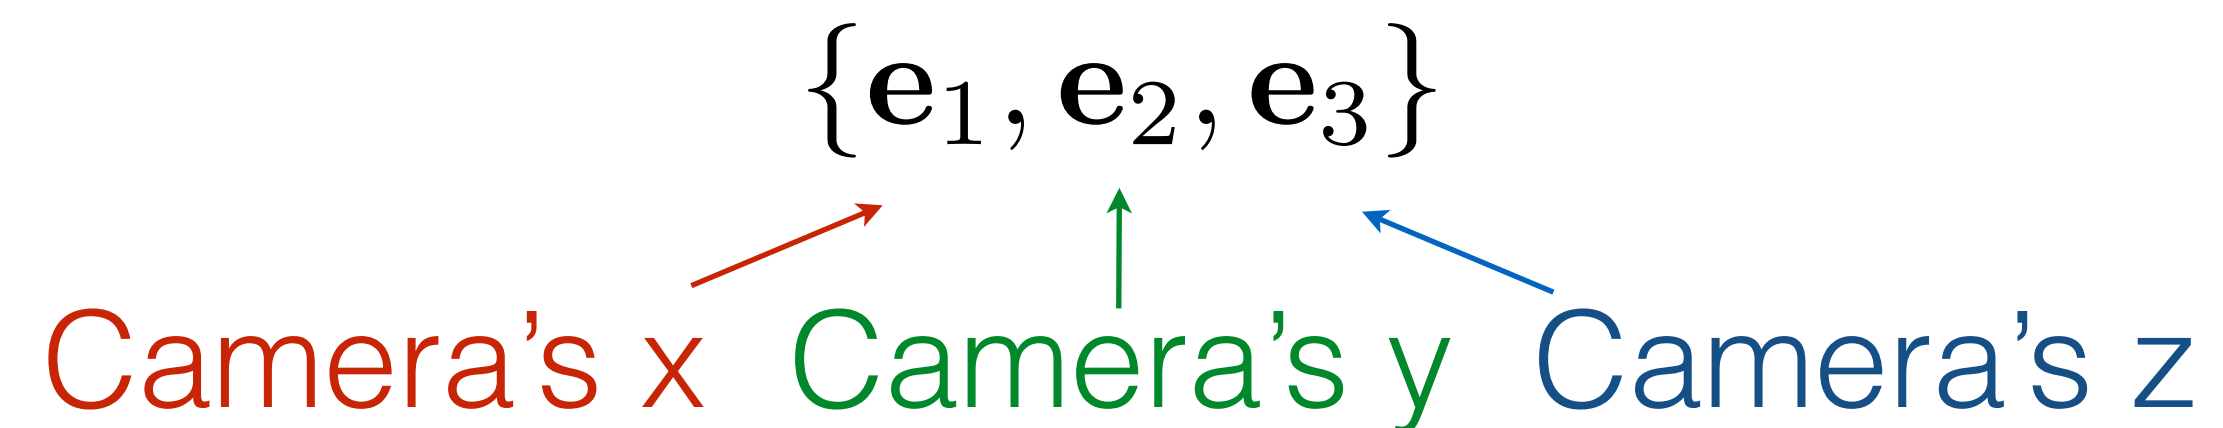 {e₁, e₂, e₃}
Camera’s x Camera’s y Camera’s z